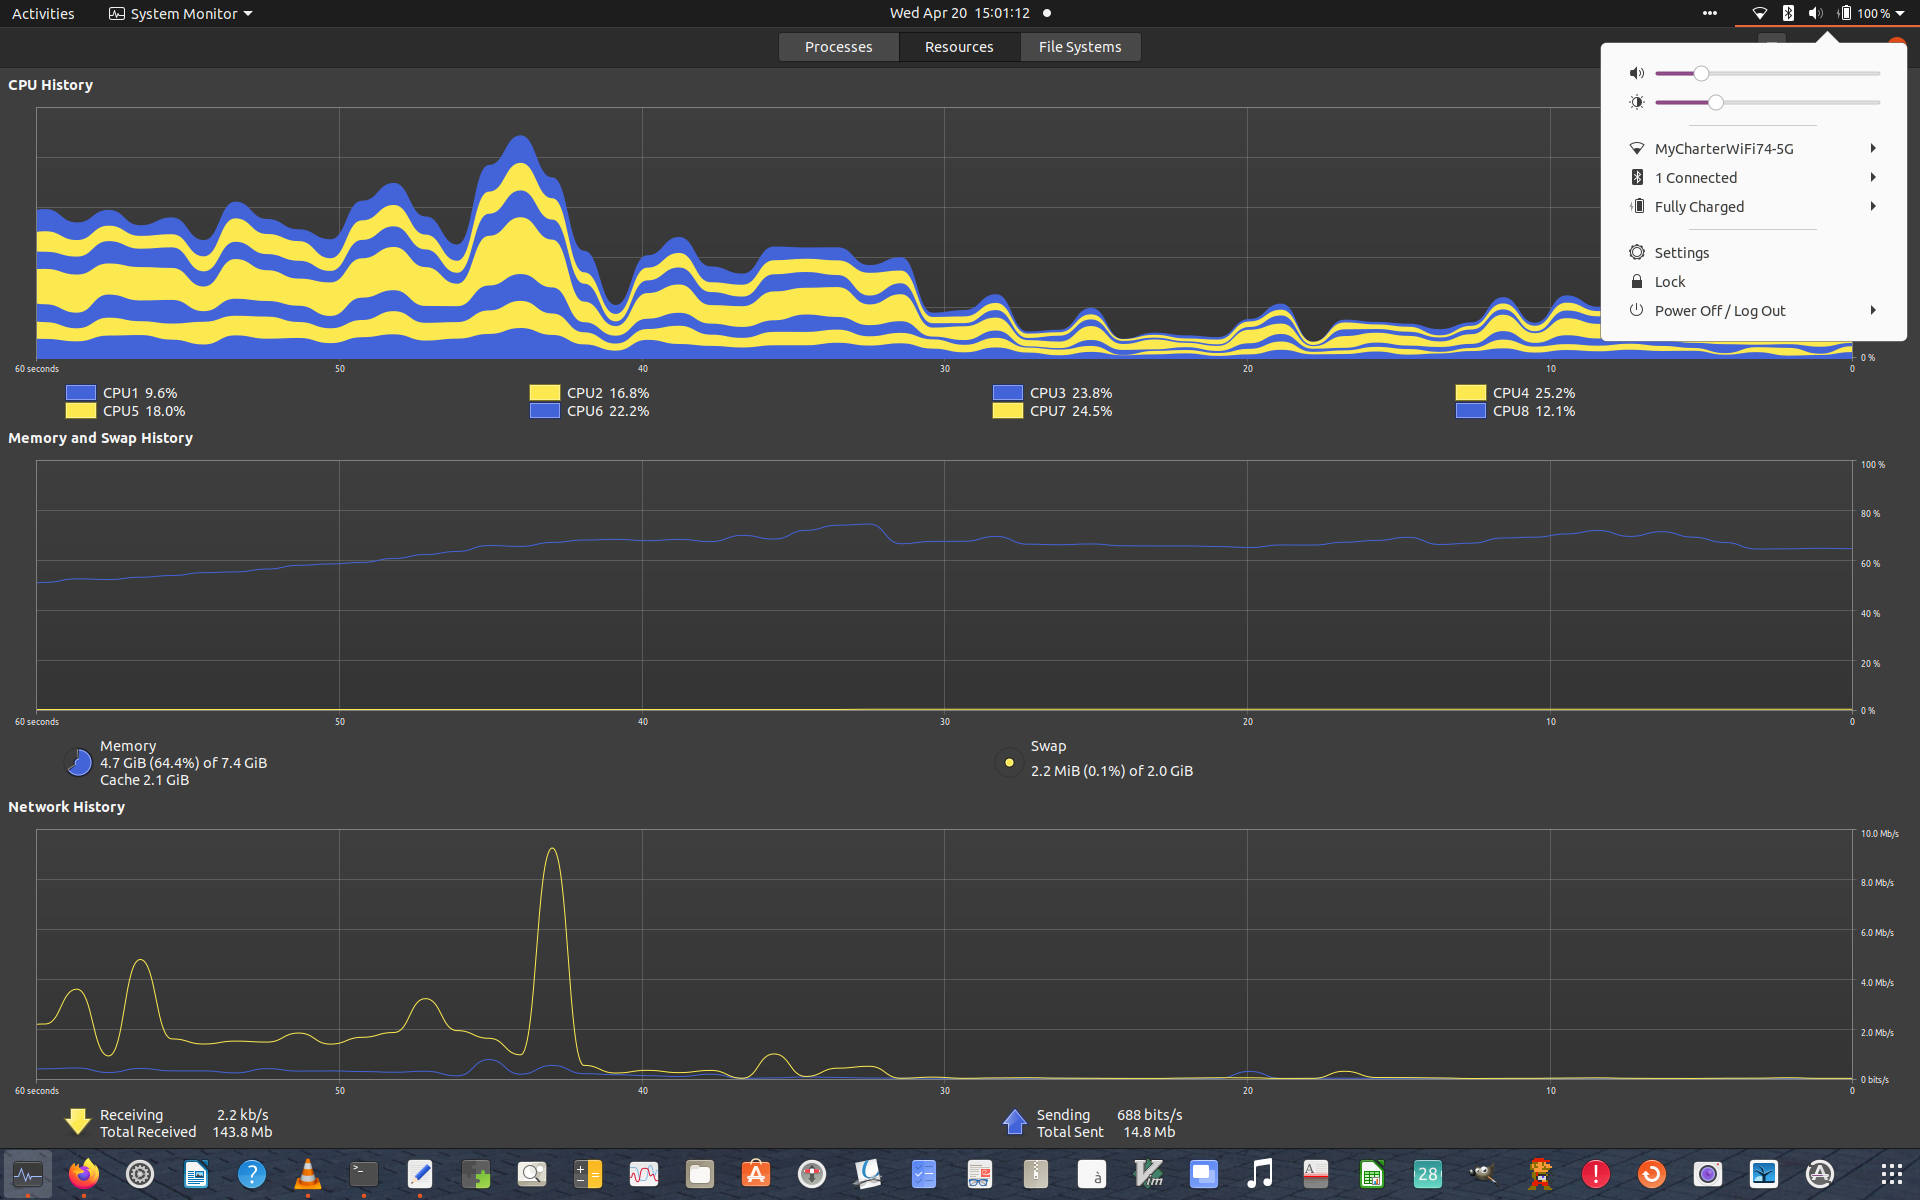 Activities System Monitor Wed Apr 20 15:01:12 100 %
Processes Resources File Systems
CPU History
MyCharterWiFi74-5G
1 Connected
Fully Charged
Settings
Lock
Power Off / Log Out
0 %
60 seconds 50 40 30 20 10 0
CPU1 9.6% CPU2 16.8% CPU3 23.8% CPU4 25.2%
CPU5 18.0% CPU6 22.2% CPU7 24.5% CPU8 12.1%
Memory and Swap History
100 %
80 %
60 %
40 %
20 %
0 %
60 seconds 50 40 30 20 10 0
Memory
4.7 GiB (64.4%) of 7.4 GiB
Cache 2.1 GiB
Swap
2.2 MiB (0.1%) of 2.0 GiB
Network History
10.0 Mb/s
8.0 Mb/s
6.0 Mb/s
4.0 Mb/s
2.0 Mb/s
0 bits/s
60 seconds 50 40 30 20 10 0
Receiving 2.2 kb/s
Total Received 143.8 Mb
Sending 688 bits/s
Total Sent 14.8 Mb
>_ ? A à Vim A 28 ! A